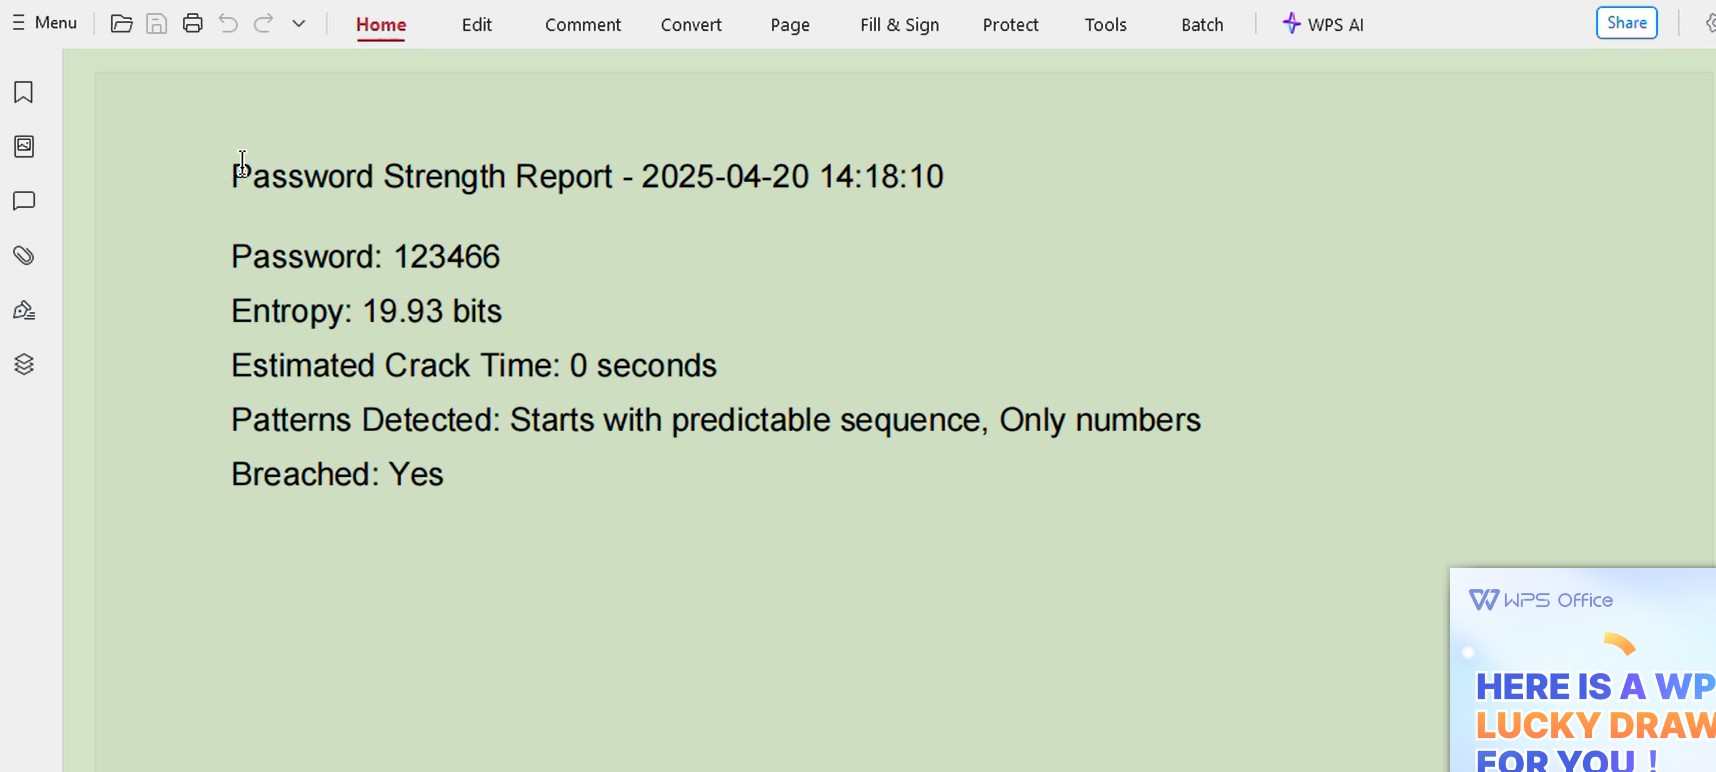 Menu
Home
Edit
Comment
Convert
Page
Fill & Sign
Protect
Tools
Batch
WPS AI
Share
Password Strength Report - 2025-04-20 14:18:10
Password: 123466
Entropy: 19.93 bits
Estimated Crack Time: 0 seconds
Patterns Detected: Starts with predictable sequence, Only numbers
Breached: Yes
WPS Office
HERE IS A WP
LUCKY DRAW
FOR YOU !